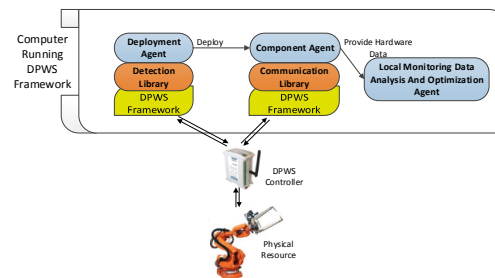 Computer
Running
DPWS
Framework
Deployment
Agent
Detection
Library
DPWS
Framework
Deploy
Component Agent
Communication
Library
DPWS
Framework
Provide Hardware
Data
Local Monitoring Data
Analysis And Optimization
Agent
DPWS
Controller
Physical
Resource